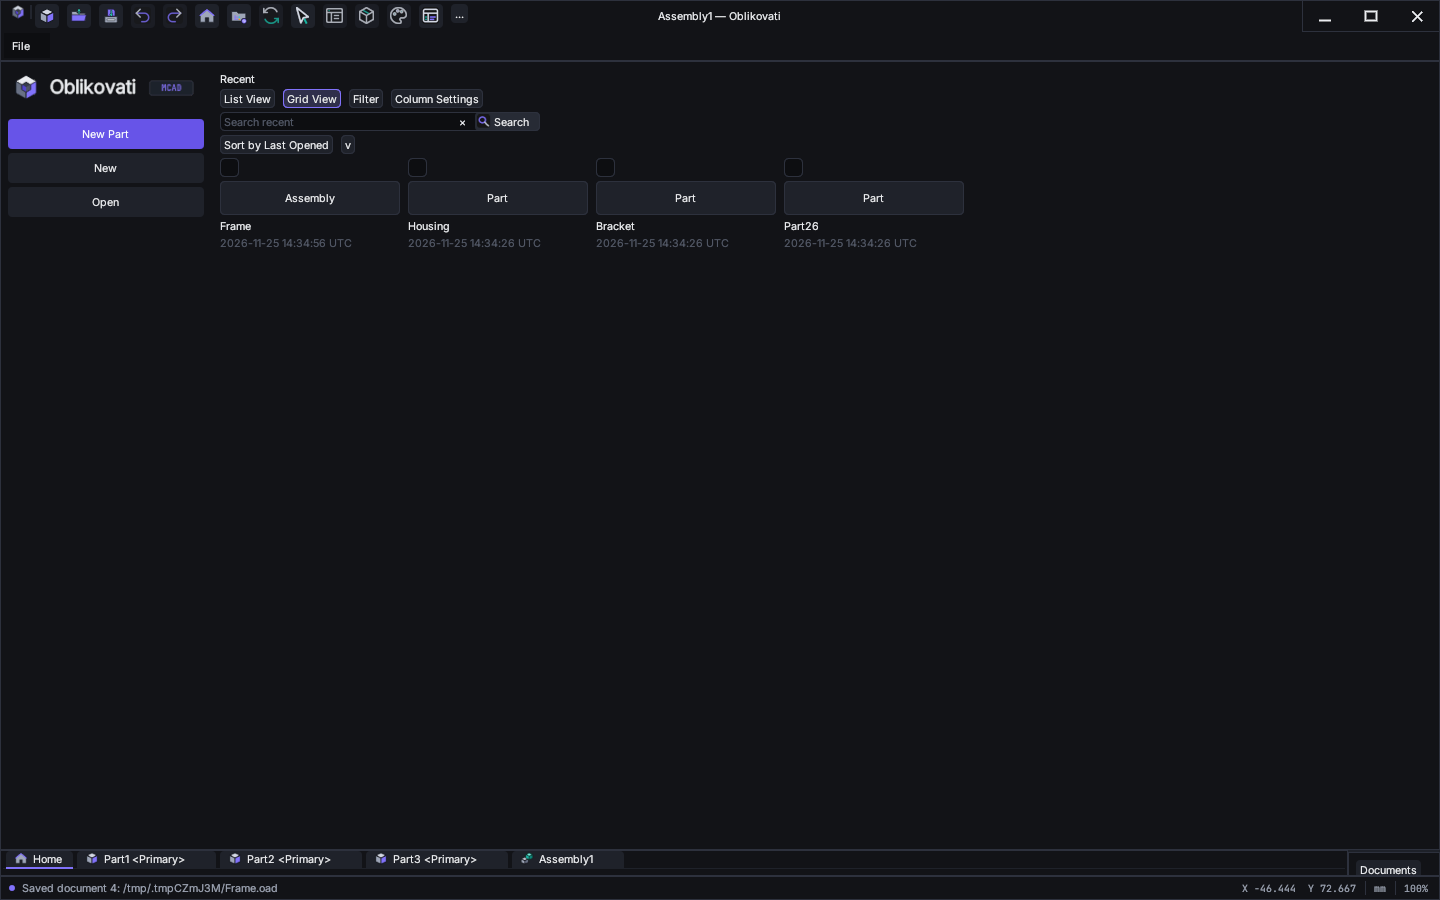 Assembly1 — Oblikovati
File
Oblikovati MCAD
New Part
New
Open
Recent
List View Grid View Filter Column Settings
Search recent × Search
Sort by Last Opened v
Assembly Part Part Part
Frame Housing Bracket Part26
2026-11-25 14:34:56 UTC 2026-11-25 14:34:26 UTC 2026-11-25 14:34:26 UTC 2026-11-25 14:34:26 UTC
Home Part1 <Primary> Part2 <Primary> Part3 <Primary> Assembly1
Documents
Saved document 4: /tmp/.tmpCZmJ3M/Frame.oad X -46.444 Y 72.667 mm 100%